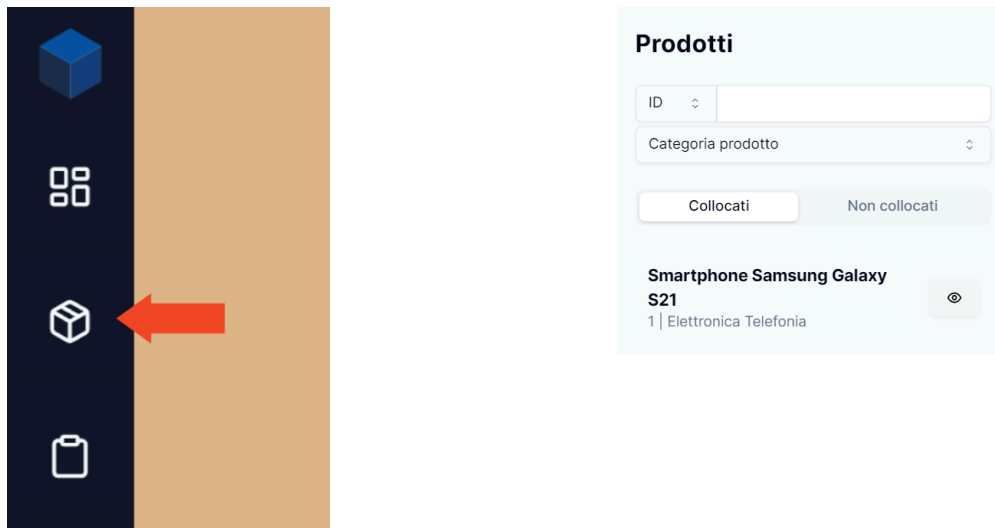 Prodotti
ID
Categoria prodotto
Collocati Non collocati
Smartphone Samsung Galaxy
S21
1 | Elettronica Telefonia